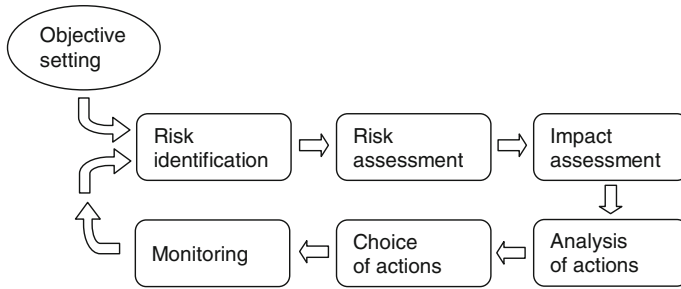 Objective
setting
Risk
identification
Risk
assessment
Impact
assessment
Analysis
of actions
Choice
of actions
Monitoring